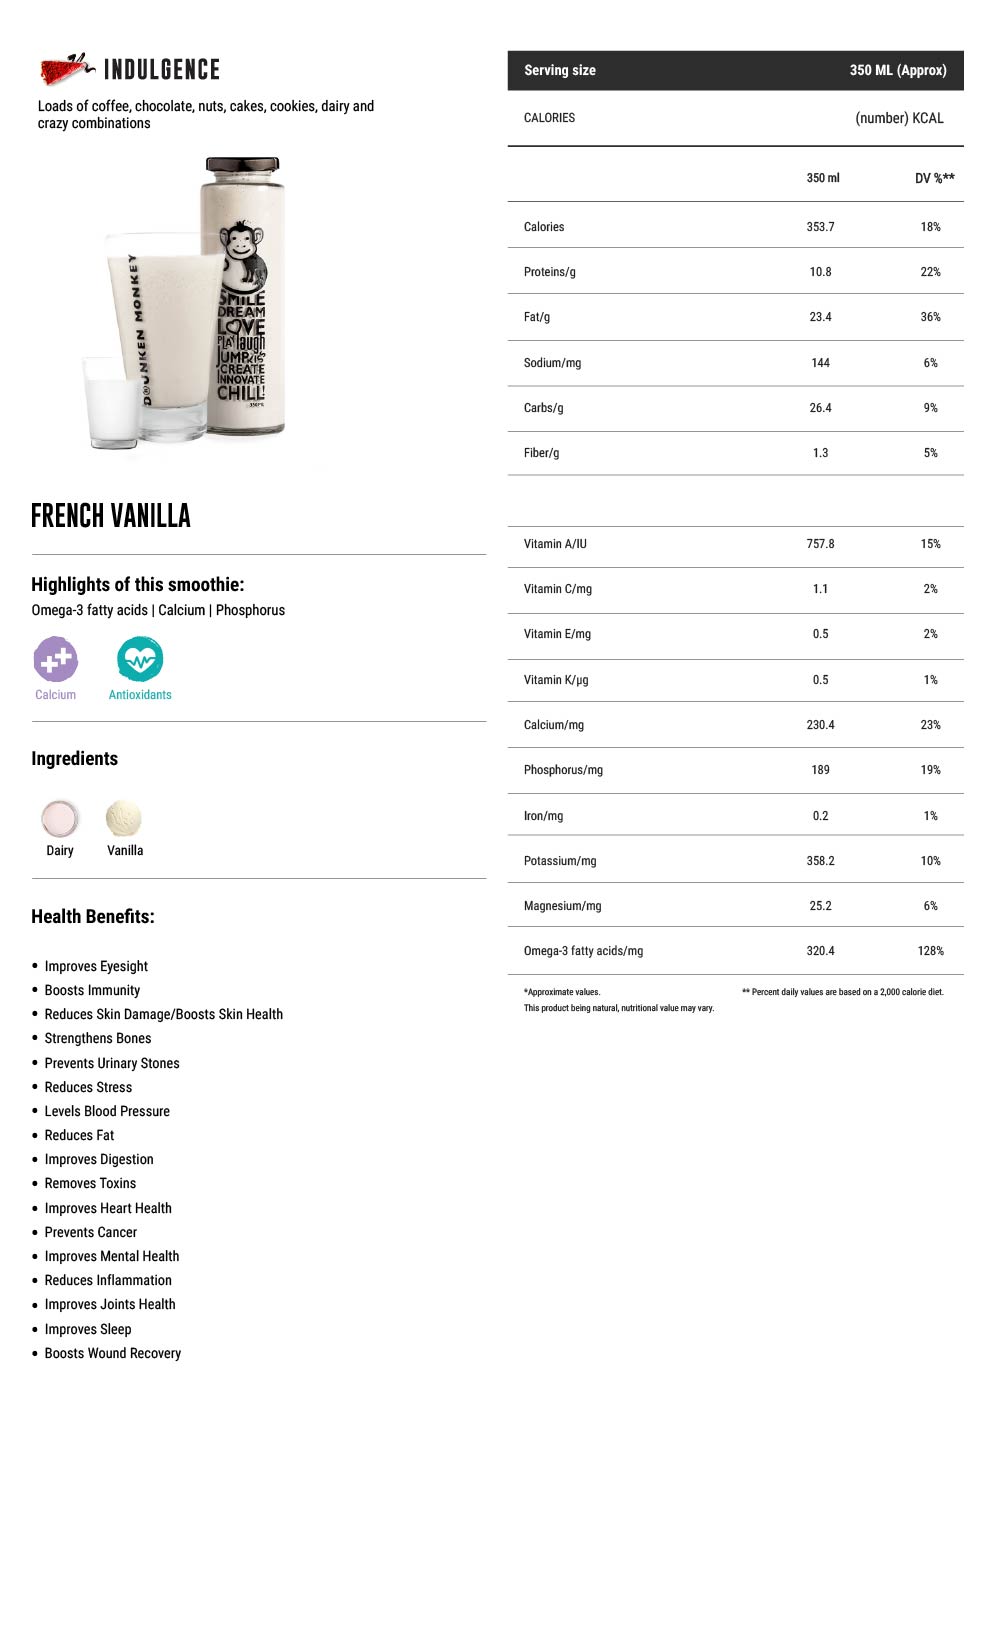 INDULGENCE
Loads of coffee, chocolate, nuts, cakes, cookies, dairy and
crazy combinations
DRUNKEN MONKEY
SMILE
DREAM
LOVE
PLAY laugh
JUMP KISS
CREATE
INNOVATE
CHILL!
FRENCH VANILLA
Highlights of this smoothie:
Omega-3 fatty acids | Calcium | Phosphorus
Calcium Antioxidants
Ingredients
Dairy Vanilla
Health Benefits:
• Improves Eyesight
• Boosts Immunity
• Reduces Skin Damage/Boosts Skin Health
• Strengthens Bones
• Prevents Urinary Stones
• Reduces Stress
• Levels Blood Pressure
• Reduces Fat
• Improves Digestion
• Removes Toxins
• Improves Heart Health
• Prevents Cancer
• Improves Mental Health
• Reduces Inflammation
• Improves Joints Health
• Improves Sleep
• Boosts Wound Recovery
Serving size 350 ML (Approx)
CALORIES (number) KCAL
350 ml DV %**
Calories 353.7 18%
Proteins/g 10.8 22%
Fat/g 23.4 36%
Sodium/mg 144 6%
Carbs/g 26.4 9%
Fiber/g 1.3 5%
Vitamin A/IU 757.8 15%
Vitamin C/mg 1.1 2%
Vitamin E/mg 0.5 2%
Vitamin K/µg 0.5 1%
Calcium/mg 230.4 23%
Phosphorus/mg 189 19%
Iron/mg 0.2 1%
Potassium/mg 358.2 10%
Magnesium/mg 25.2 6%
Omega-3 fatty acids/mg 320.4 128%
*Approximate values. ** Percent daily values are based on a 2,000 calorie diet.
This product being natural, nutritional value may vary.